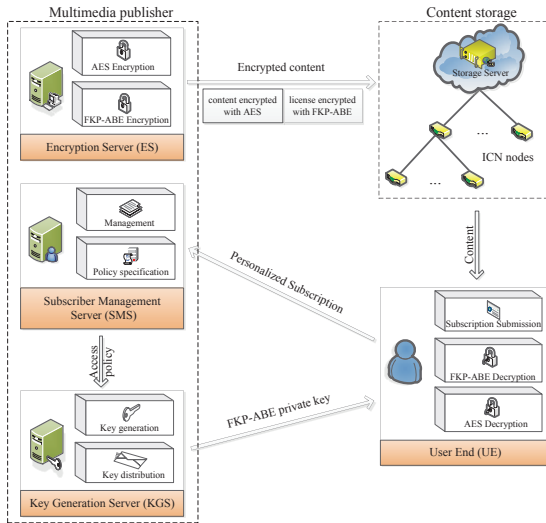 Multimedia publisher
AES Encryption
FKP-ABE Encryption
Encryption Server (ES)
Encrypted content
content encrypted
with AES
license encrypted
with FKP-ABE
Content storage
Storage Server
...
ICN nodes
...
Management
Policy specification
Subscriber Management
Server (SMS)
Personalized Subscription
Content
Subscription Submission
FKP-ABE Decryption
AES Decryption
User End (UE)
Access
policy
FKP-ABE private key
Key generation
Key distribution
Key Generation Server (KGS)